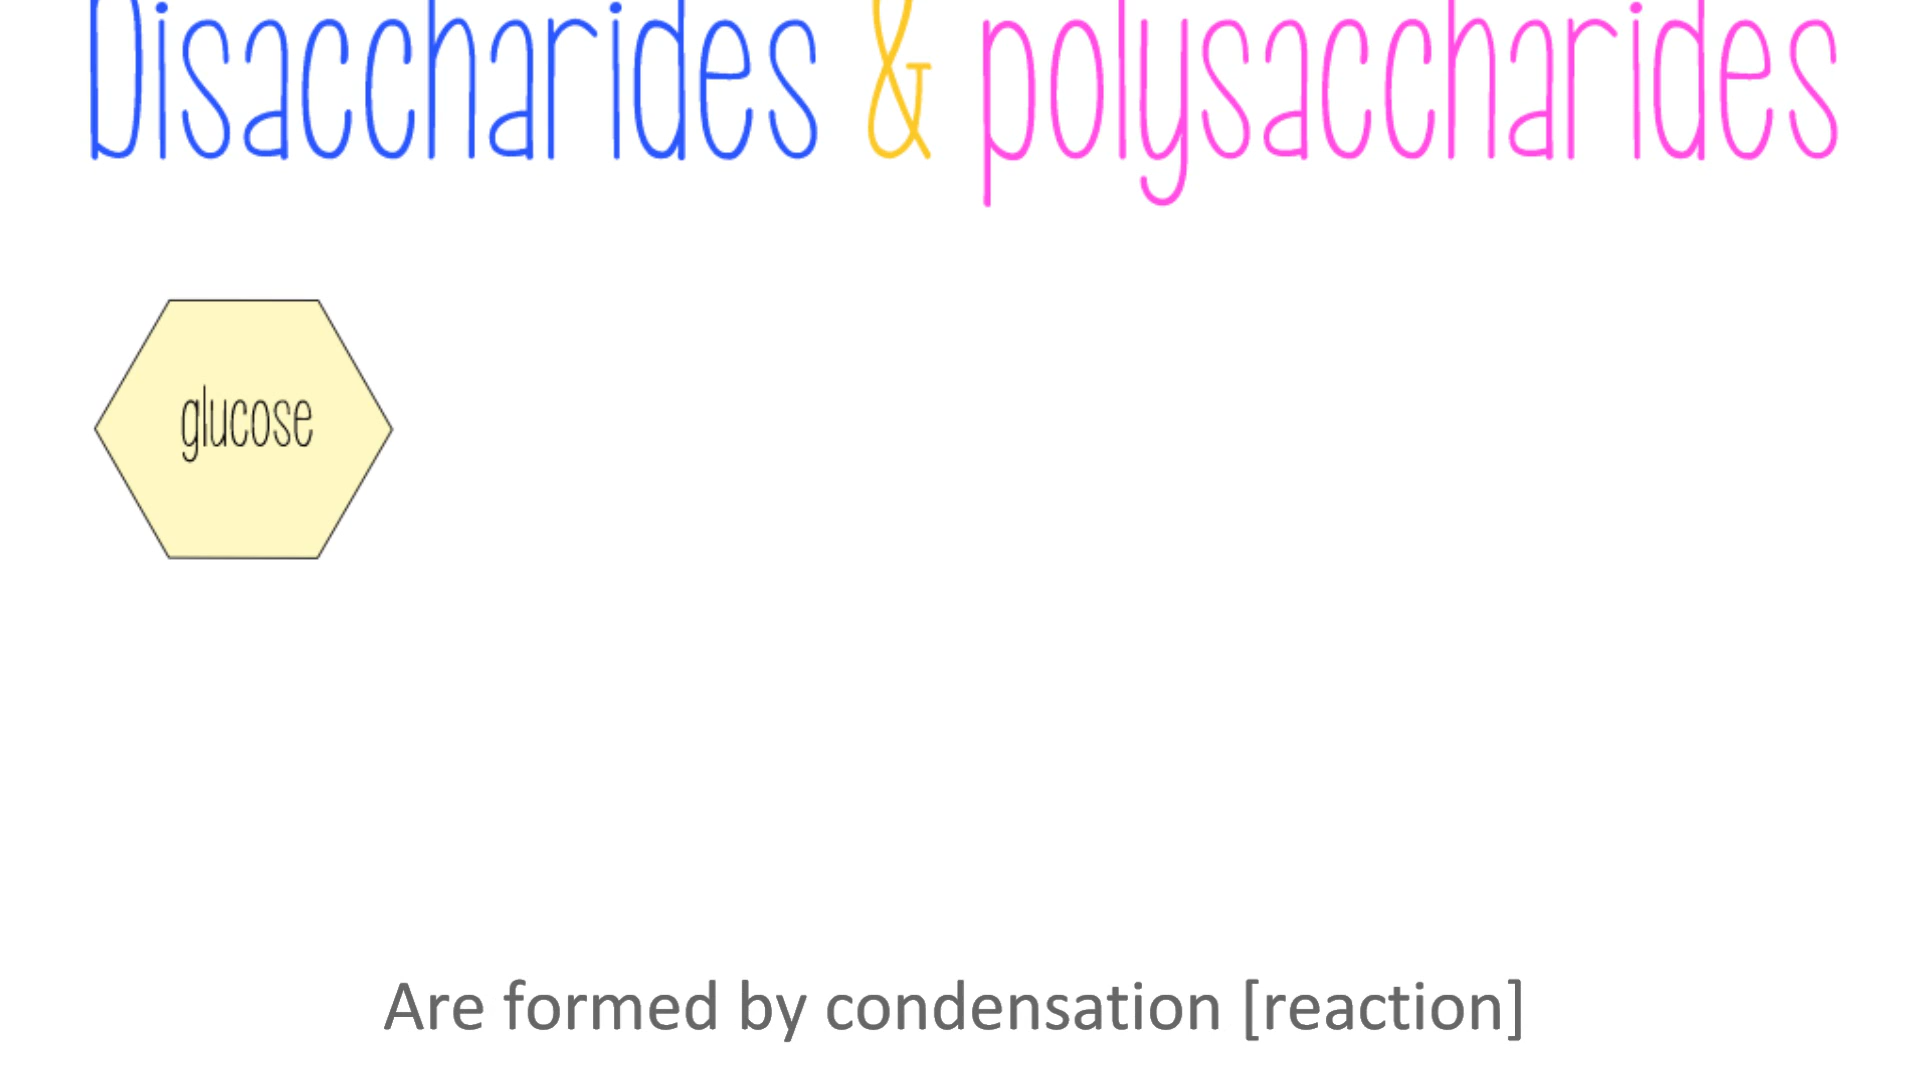 Disaccharides & polysaccharides
glucose
Are formed by condensation [reaction]